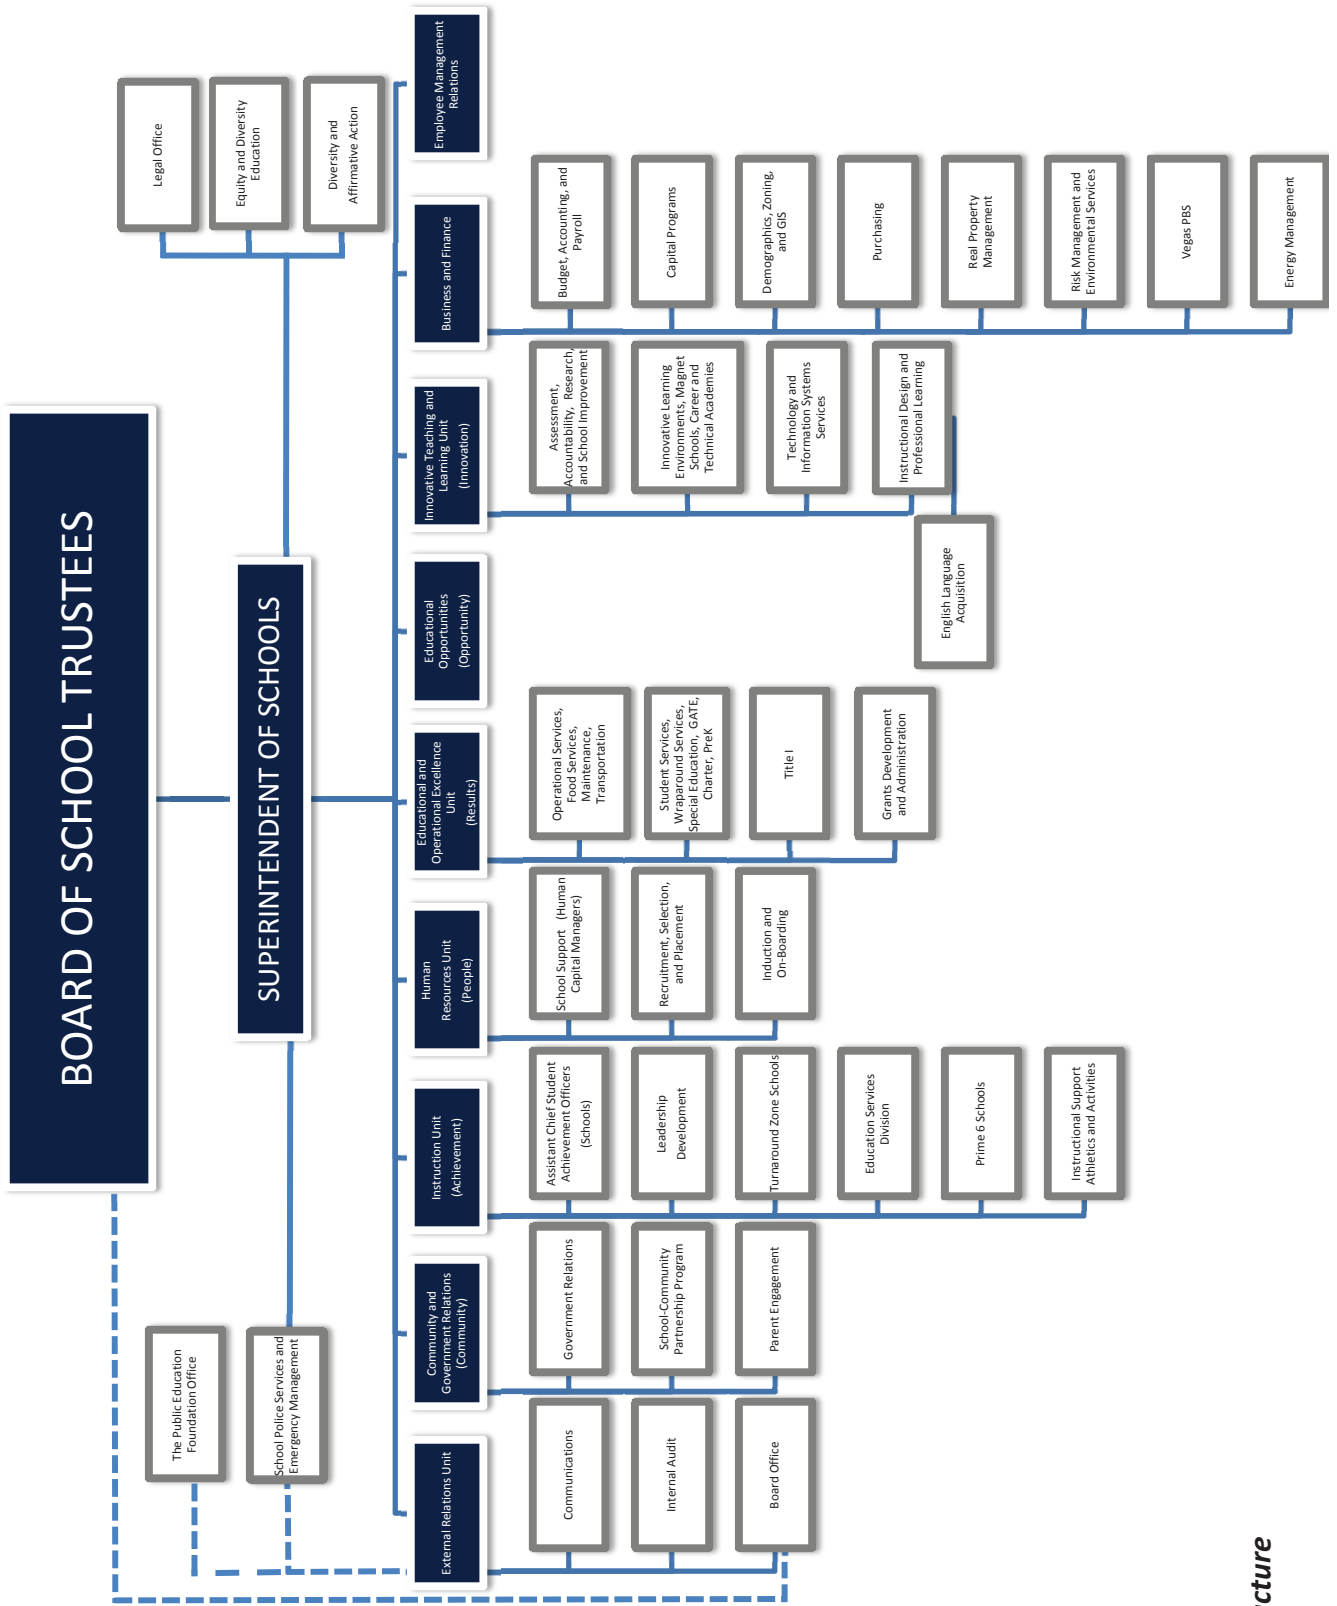 BOARD OF SCHOOL TRUSTEES
SUPERINTENDENT OF SCHOOLS
The Public Education
Foundation Office
School Police Services and
Emergency Management
Legal Office
Equity and Diversity
Education
Diversity and
Affirmative Action
External Relations Unit
Community and
Government Relations
(Community)
Instruction Unit
(Achievement)
Human
Resources Unit
(People)
Educational and
Operational Excellence
Unit
(Results)
Educational
Opportunities
(Opportunity)
Innovative Teaching and
Learning Unit
(Innovation)
Business and Finance
Employee Management
Relations
Communications
Internal Audit
Board Office
Government Relations
School-Community
Partnership Program
Parent Engagement
Assistant Chief Student
Achievement Officers
(Schools)
Leadership
Development
Turnaround Zone Schools
Education Services
Division
Prime 6 Schools
Instructional Support
Athletics and Activities
School Support (Human
Capital Managers)
Recruitment, Selection,
and Placement
Induction and
On-Boarding
Operational Services,
Food Services,
Maintenance,
Transportation
Student Services,
Wraparound Services,
Special Education, GATE,
Charter, PreK
Title I
Grants Development
and Administration
Assessment,
Accountability, Research,
and School Improvement
Innovative Learning
Environments, Magnet
Schools, Career and
Technical Academies
Technology and
Information Systems
Services
Instructional Design and
Professional Learning
English Language
Acquisition
Budget, Accounting, and
Payroll
Capital Programs
Demographics, Zoning,
and GIS
Purchasing
Real Property
Management
Risk Management and
Environmental Services
Vegas PBS
Energy Management